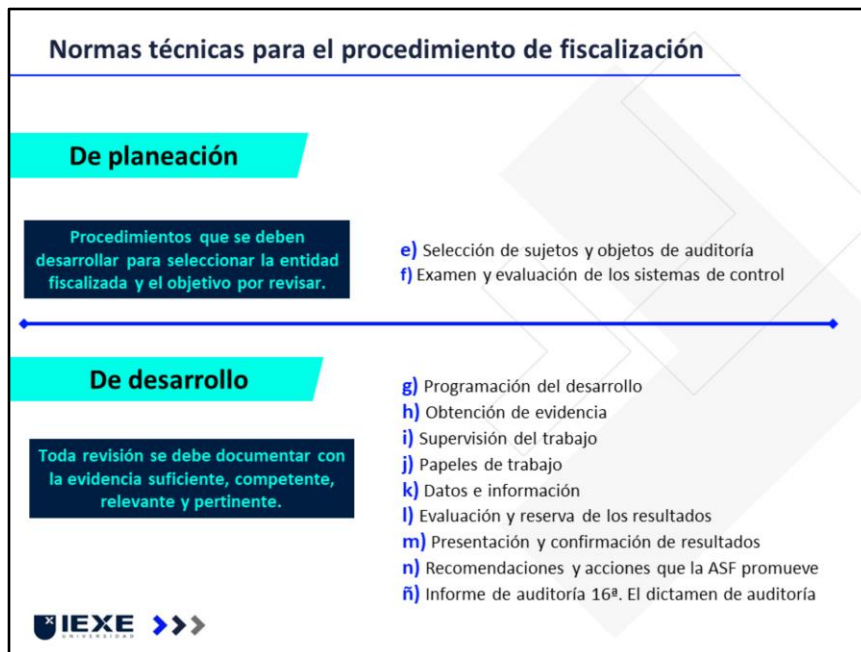 Normas técnicas para el procedimiento de fiscalización
De planeación
Procedimientos que se deben
desarrollar para seleccionar la entidad
fiscalizada y el objetivo por revisar.
e) Selección de sujetos y objetos de auditoría
f) Examen y evaluación de los sistemas de control
De desarrollo
Toda revisión se debe documentar con
la evidencia suficiente, competente,
relevante y pertinente.
g) Programación del desarrollo
h) Obtención de evidencia
i) Supervisión del trabajo
j) Papeles de trabajo
k) Datos e información
l) Evaluación y reserva de los resultados
m) Presentación y confirmación de resultados
n) Recomendaciones y acciones que la ASF promueve
ñ) Informe de auditoría 16ª. El dictamen de auditoría
IEXE
UNIVERSIDAD